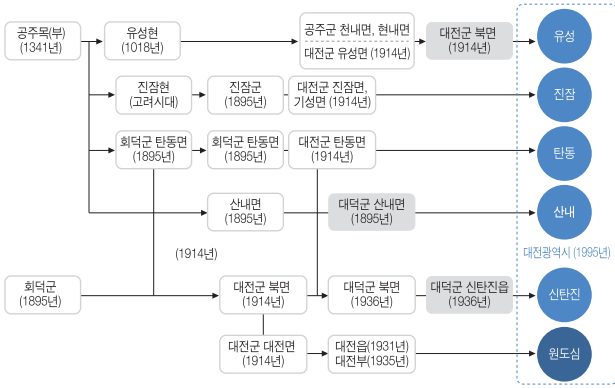 공주목(부)
(1341년)
유성현
(1018년)
공주군 천내면, 현내면
대전군 유성면 (1914년)
대전군 북면
(1914년)
유성
진잠현
(고려시대)
진잠군
(1895년)
대전군 진잠면,
기성면 (1914년)
진잠
회덕군 탄동면
(1895년)
회덕군 탄동면
(1895년)
대전군 탄동면
(1914년)
탄동
산내면
(1895년)
대덕군 산내면
(1895년)
산내
(1914년)
대전광역시 (1995년)
회덕군
(1895년)
대전군 북면
(1914년)
대덕군 북면
(1936년)
대덕군 신탄진읍
(1936년)
신탄진
대전군 대전면
(1914년)
대전읍(1931년)
대전부(1935년)
원도심